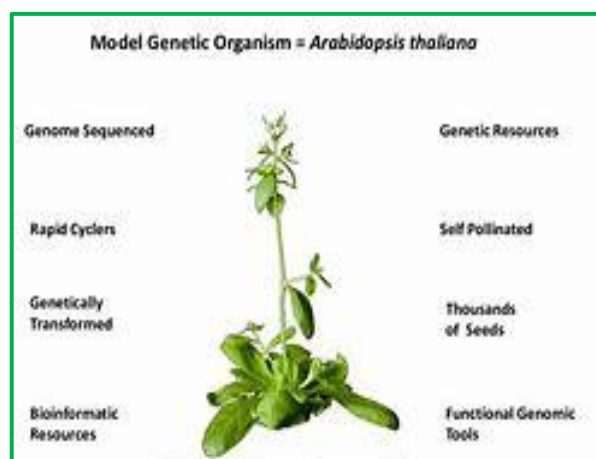 Model Genetic Organism = Arabidopsis thaliana
Genome Sequenced
Genetic Resources
Rapid Cyclers
Self Pollinated
Genetically
Transformed
Thousands
of Seeds
Bioinformatic
Resources
Functional Genomic
Tools